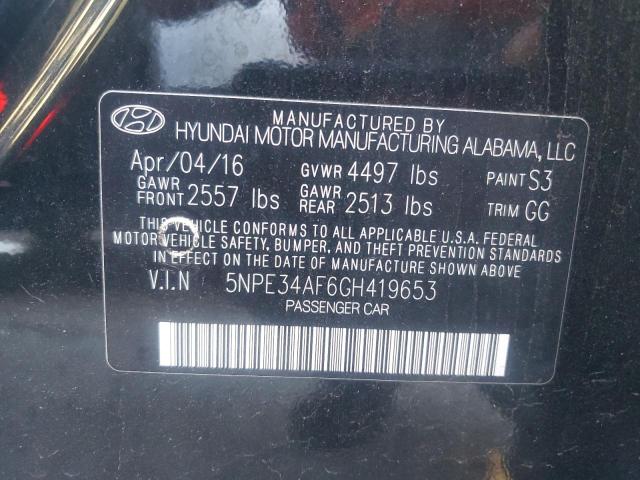 MANUFACTURED BY
HYUNDAI MOTOR MANUFACTURING ALABAMA, LLC
Apr/04/16 GVWR 4497 lbs PAINT S3
GAWR FRONT 2557 lbs GAWR REAR 2513 lbs TRIM GG
THIS VEHICLE CONFORMS TO ALL APPLICABLE U.S.A. FEDERAL
MOTOR VEHICLE SAFETY, BUMPER, AND THEFT PREVENTION STANDARDS
IN EFFECT ON THE DATE OF MANUFACTURE SHOWN ABOVE.
V.I.N 5NPE34AF6GH419653
PASSENGER CAR